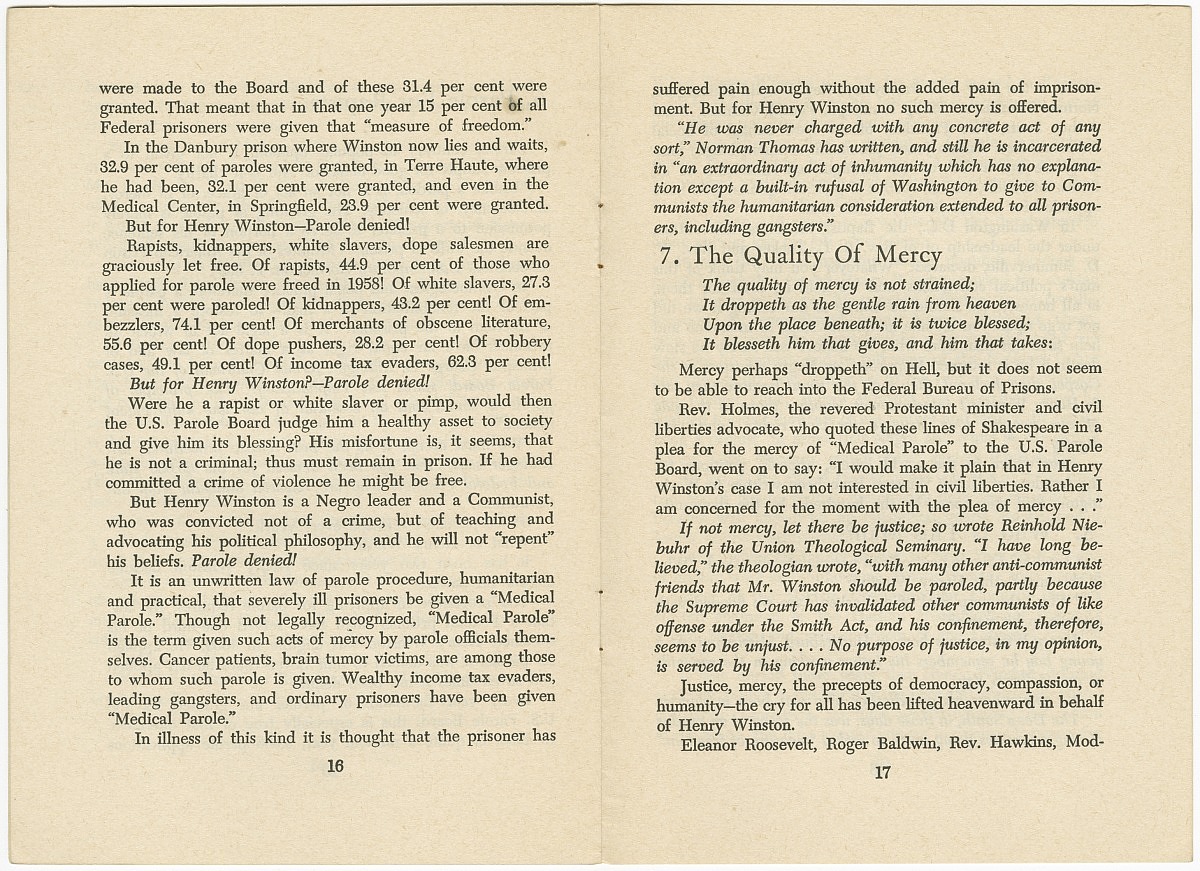 were made to the Board and of these 31.4 per cent were
granted. That meant that in that one year 15 per cent of all
Federal prisoners were given that “measure of freedom.”
In the Danbury prison where Winston now lies and waits,
32.9 per cent of paroles were granted, in Terre Haute, where
he had been, 32.1 per cent were granted, and even in the
Medical Center, in Springfield, 23.9 per cent were granted.
But for Henry Winston—Parole denied!
Rapists, kidnappers, white slavers, dope salesmen are
graciously let free. Of rapists, 44.9 per cent of those who
applied for parole were freed in 1958! Of white slavers, 27.3
per cent were paroled! Of kidnappers, 43.2 per cent! Of em-
bezzlers, 74.1 per cent! Of merchants of obscene literature,
55.6 per cent! Of dope pushers, 28.2 per cent! Of robbery
cases, 49.1 per cent! Of income tax evaders, 62.3 per cent!
But for Henry Winston?—Parole denied!
Were he a rapist or white slaver or pimp, would then
the U.S. Parole Board judge him a healthy asset to society
and give him its blessing? His misfortune is, it seems, that
he is not a criminal; thus must remain in prison. If he had
committed a crime of violence he might be free.
But Henry Winston is a Negro leader and a Communist,
who was convicted not of a crime, but of teaching and
advocating his political philosophy, and he will not “repent”
his beliefs. Parole denied!
It is an unwritten law of parole procedure, humanitarian
and practical, that severely ill prisoners be given a “Medical
Parole.” Though not legally recognized, “Medical Parole”
is the term given such acts of mercy by parole officials them-
selves. Cancer patients, brain tumor victims, are among those
to whom such parole is given. Wealthy income tax evaders,
leading gangsters, and ordinary prisoners have been given
“Medical Parole.”
In illness of this kind it is thought that the prisoner has
16
suffered pain enough without the added pain of imprison-
ment. But for Henry Winston no such mercy is offered.
“He was never charged with any concrete act of any
sort,” Norman Thomas has written, and still he is incarcerated
in “an extraordinary act of inhumanity which has no explana-
tion except a built-in rufusal of Washington to give to Com-
munists the humanitarian consideration extended to all prison-
ers, including gangsters.”
7. The Quality Of Mercy
The quality of mercy is not strained;
It droppeth as the gentle rain from heaven
Upon the place beneath; it is twice blessed;
It blesseth him that gives, and him that takes:
Mercy perhaps “droppeth” on Hell, but it does not seem
to be able to reach into the Federal Bureau of Prisons.
Rev. Holmes, the revered Protestant minister and civil
liberties advocate, who quoted these lines of Shakespeare in a
plea for the mercy of “Medical Parole” to the U.S. Parole
Board, went on to say: “I would make it plain that in Henry
Winston’s case I am not interested in civil liberties. Rather I
am concerned for the moment with the plea of mercy . . .”
If not mercy, let there be justice; so wrote Reinhold Nie-
buhr of the Union Theological Seminary. “I have long be-
lieved,” the theologian wrote, “with many other anti-communist
friends that Mr. Winston should be paroled, partly because
the Supreme Court has invalidated other communists of like
offense under the Smith Act, and his confinement, therefore,
seems to be unjust. . . . No purpose of justice, in my opinion,
is served by his confinement.”
Justice, mercy, the precepts of democracy, compassion, or
humanity—the cry for all has been lifted heavenward in behalf
of Henry Winston.
Eleanor Roosevelt, Roger Baldwin, Rev. Hawkins, Mod-
17